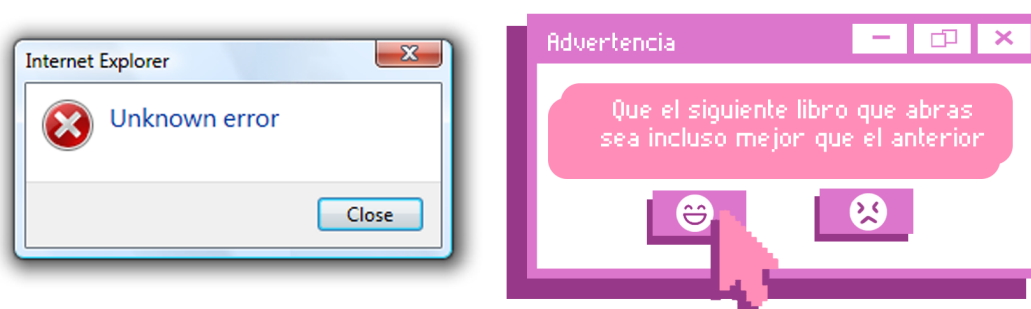 Internet Explorer
Unknown error
Close
Advertencia
Que el siguiente libro que abras
sea incluso mejor que el anterior